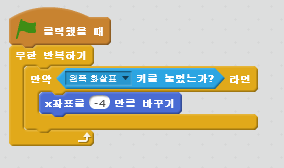 클릭했을 때
무한 반복하기
만약 왼쪽 화살표 키를 눌렀는가? 라면
x좌표를 -4 만큼 바꾸기